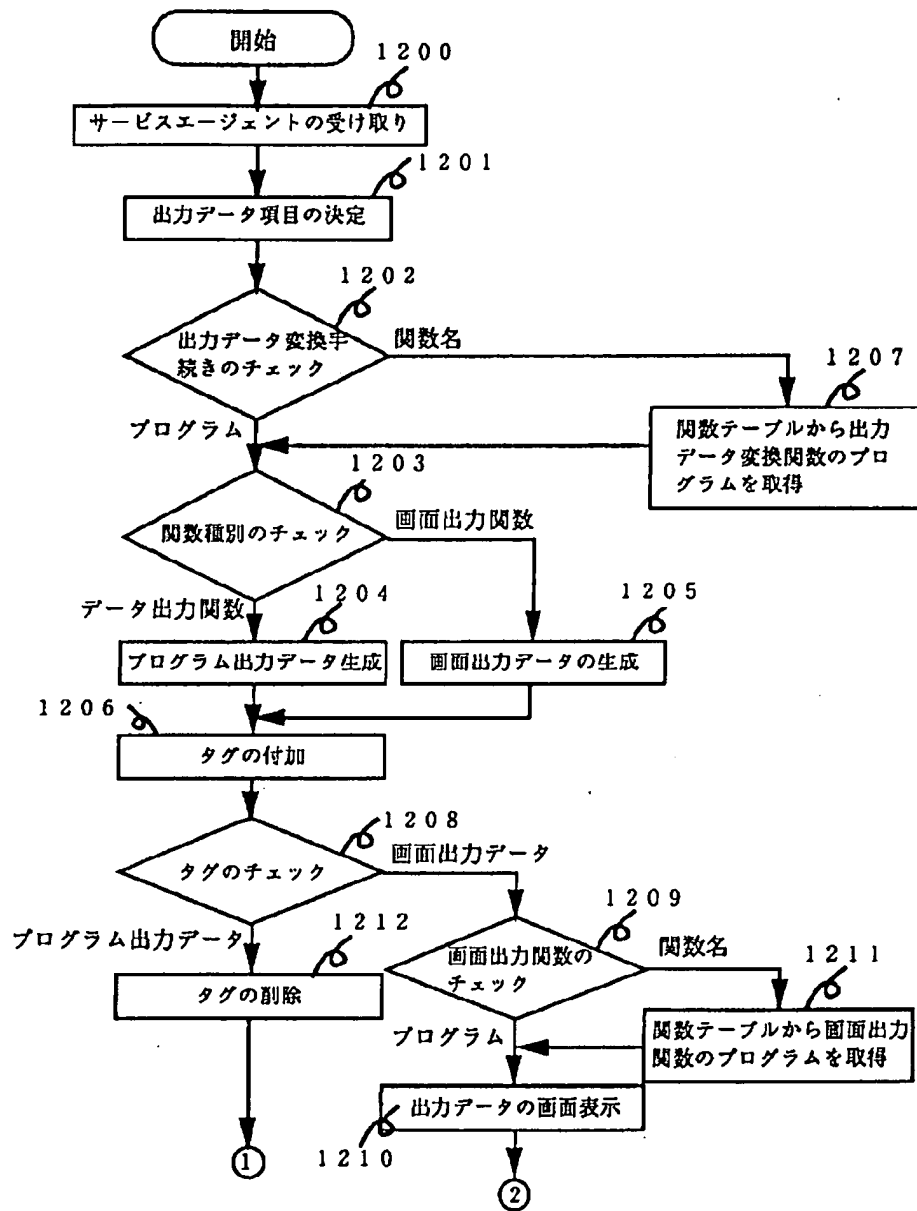 開始
1200
サービスエージェントの受け取り
1201
出力データ項目の決定
1202
出力データ変換手
続きのチェック
関数名
1207
プログラム
関数テーブルから出力
データ変換関数のプロ
グラムを取得
1203
関数種別のチェック
画面出力関数
データ出力関数
1204
1205
プログラム出力データ生成
画面出力データの生成
1206
タグの付加
1208
タグのチェック
画面出力データ
1209
プログラム出力データ
1212
画面出力関数の
チェック
関数名
1211
タグの削除
プログラム
関数テーブルから画面出力
関数のプログラムを取得
出力データの画面表示
1210
①
②